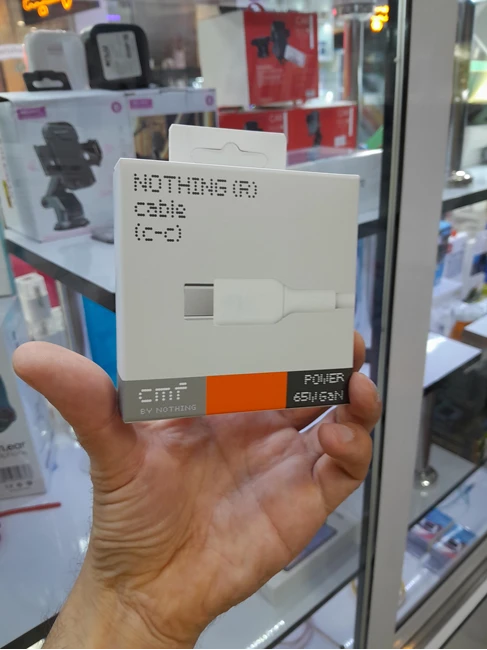 NOTHING (R)
cable
(c-c)
cmf
BY NOTHING
POWER
65W GaN